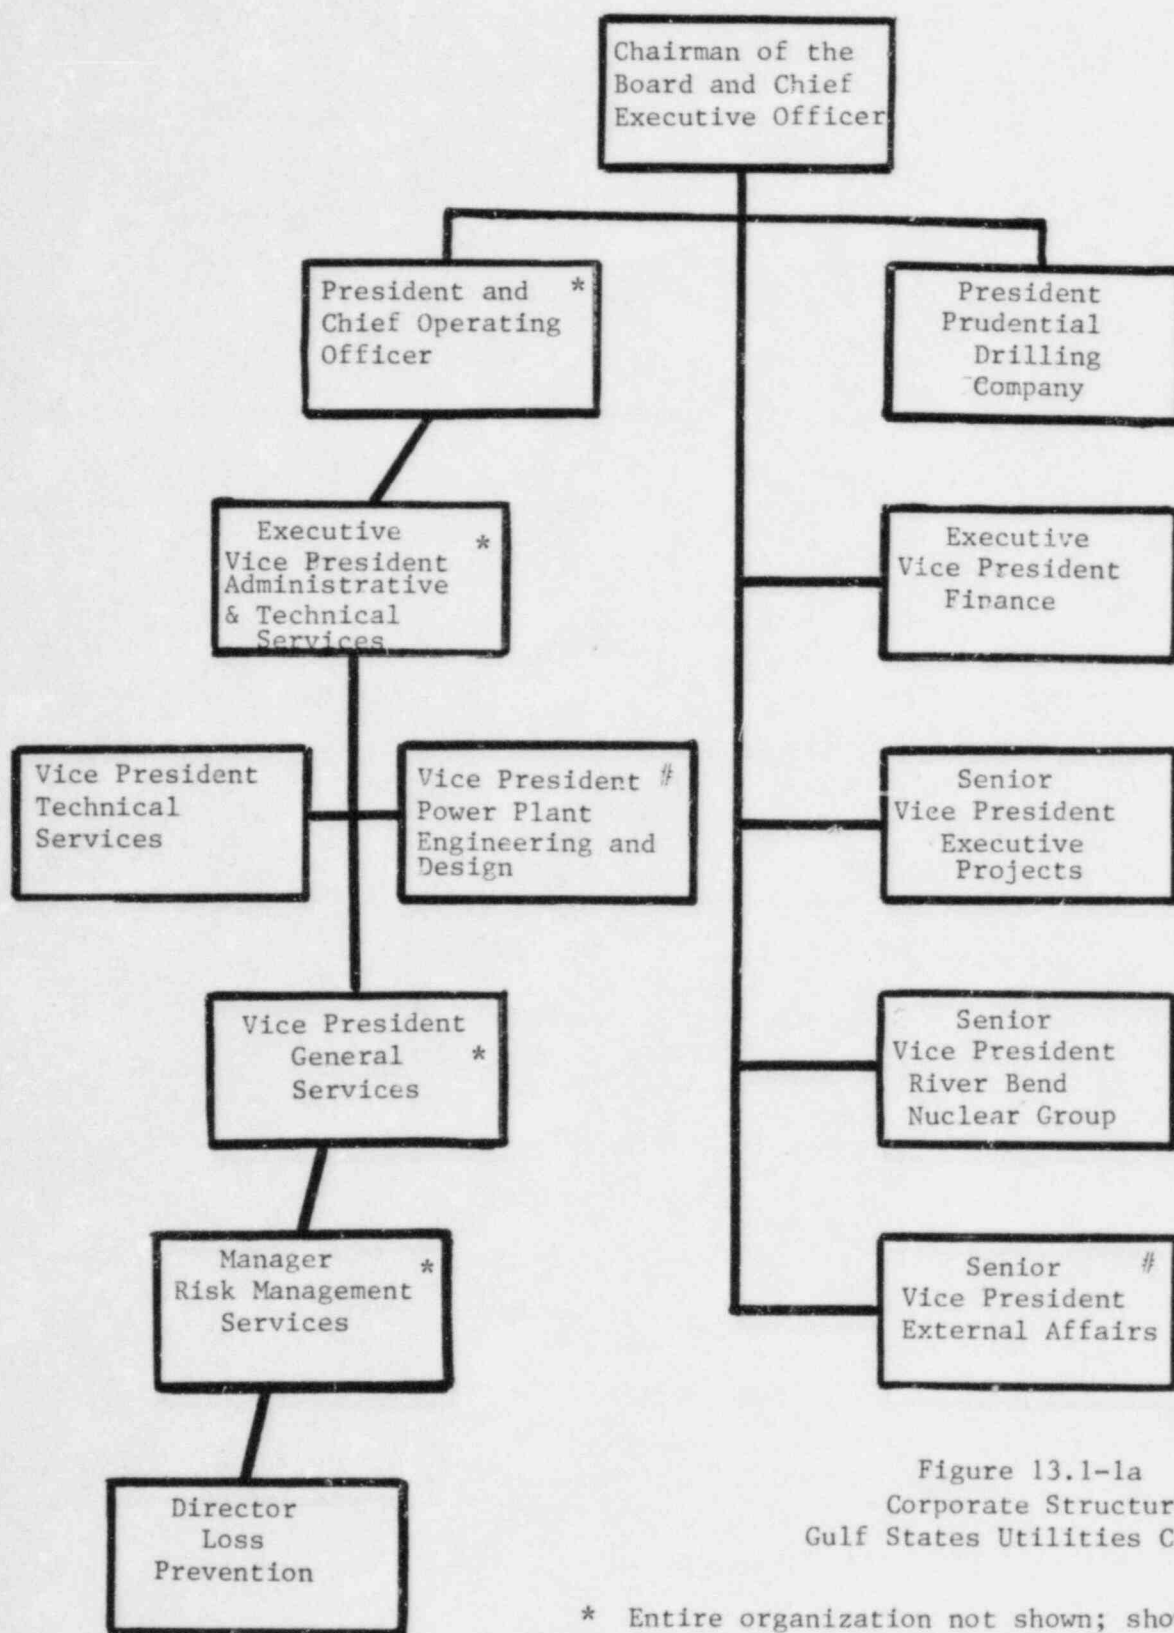 Chairman of the
Board and Chief
Executive Officer
President and *
Chief Operating
Officer
President
Prudential
Drilling
Company
Executive
Vice President *
Administrative
& Technical
Services
Executive
Vice President
Finance
Vice President
Technical
Services
Vice President #
Power Plant
Engineering and
Design
Senior
Vice President
Executive
Projects
Vice President
General *
Services
Senior
Vice President
River Bend
Nuclear Group
Manager
Risk Management *
Services
Senior #
Vice President
External Affairs
Director
Loss
Prevention
Figure 13.1-1a
Corporate Structur
Gulf States Utilities C
* Entire organization not shown; sho